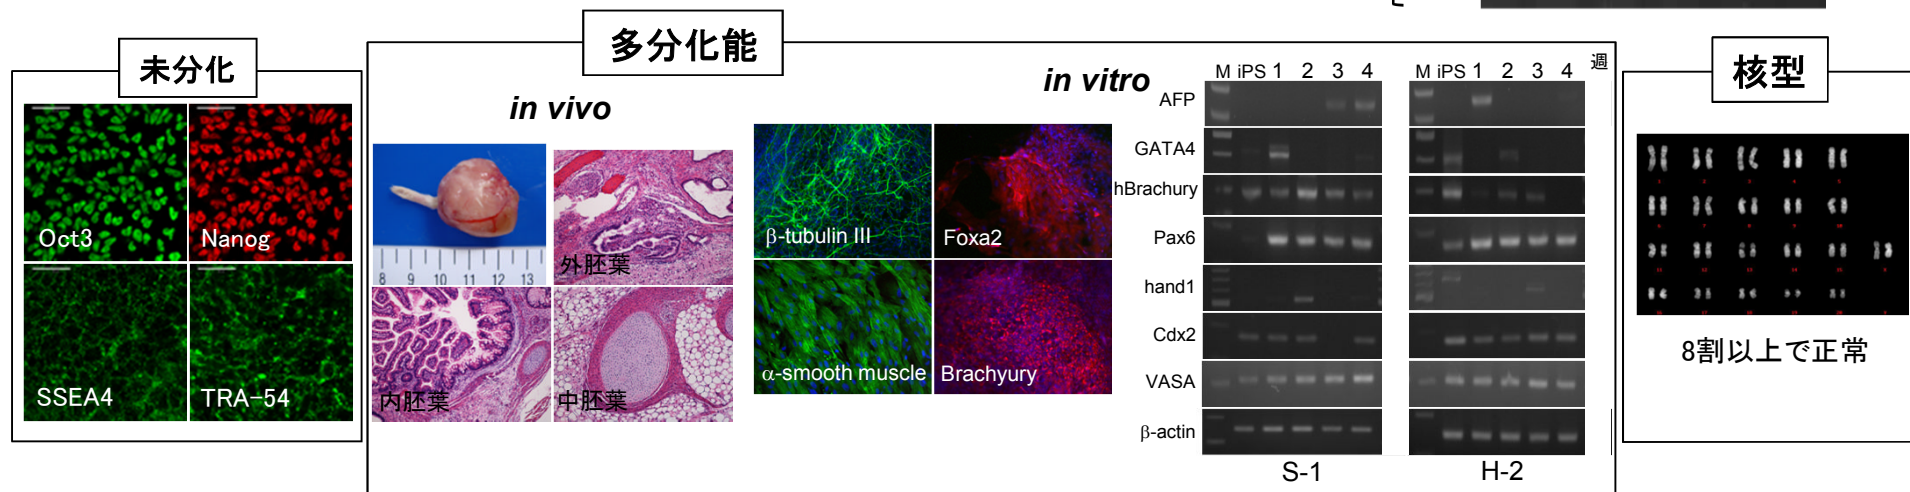 未分化
Oct3
Nanog
SSEA4
TRA-54
多分化能
in vivo
8 9 10 11 12 13
外胚葉
内胚葉
中胚葉
in vitro
β-tubulin III
Foxa2
α-smooth muscle
Brachyury
M iPS 1 2 3 4
M iPS 1 2 3 4 週
AFP
GATA4
hBrachury
Pax6
hand1
Cdx2
VASA
β-actin
S-1
H-2
核型
8割以上で正常